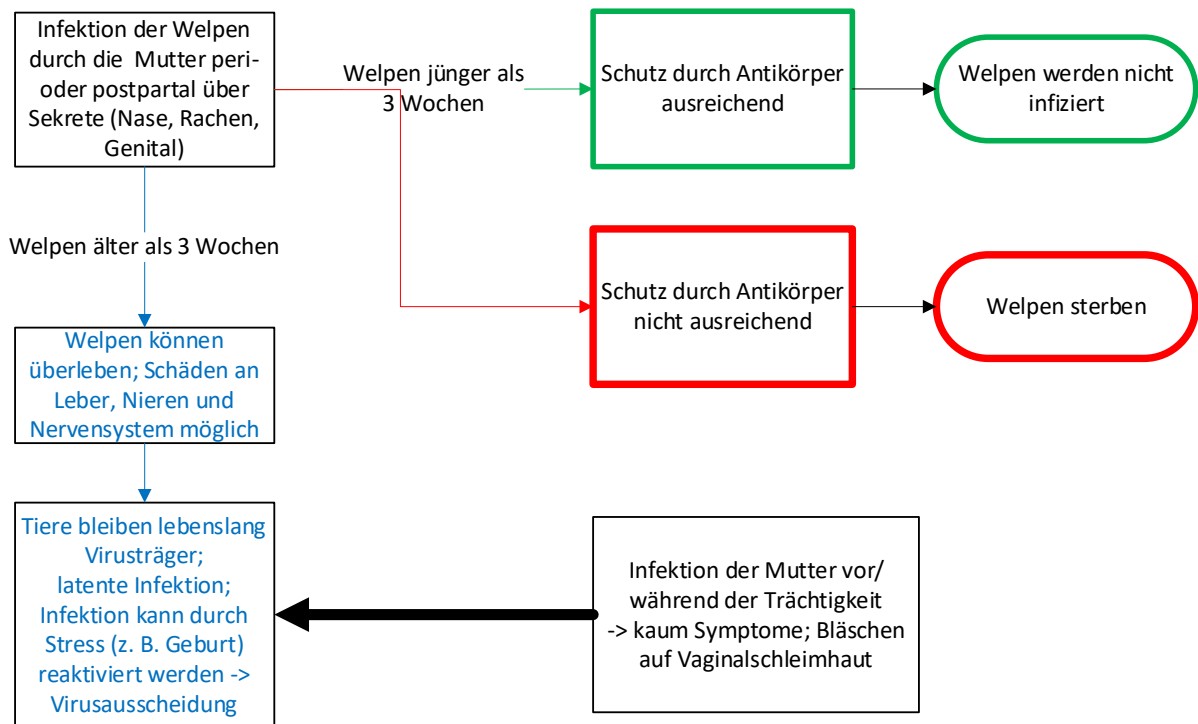 Infektion der Welpen
durch die Mutter peri-
oder postpartal über
Sekrete (Nase, Rachen,
Genital)
Welpen jünger als
3 Wochen
Schutz durch Antikörper
ausreichend
Welpen werden nicht
infiziert
Welpen älter als 3 Wochen
Schutz durch Antikörper
nicht ausreichend
Welpen sterben
Welpen können
überleben; Schäden an
Leber, Nieren und
Nervensystem möglich
Tiere bleiben lebenslang
Virusträger;
latente Infektion;
Infektion kann durch
Stress (z. B. Geburt)
reaktiviert werden ->
Virusausscheidung
Infektion der Mutter vor/
während der Trächtigkeit
-> kaum Symptome; Bläschen
auf Vaginalschleimhaut